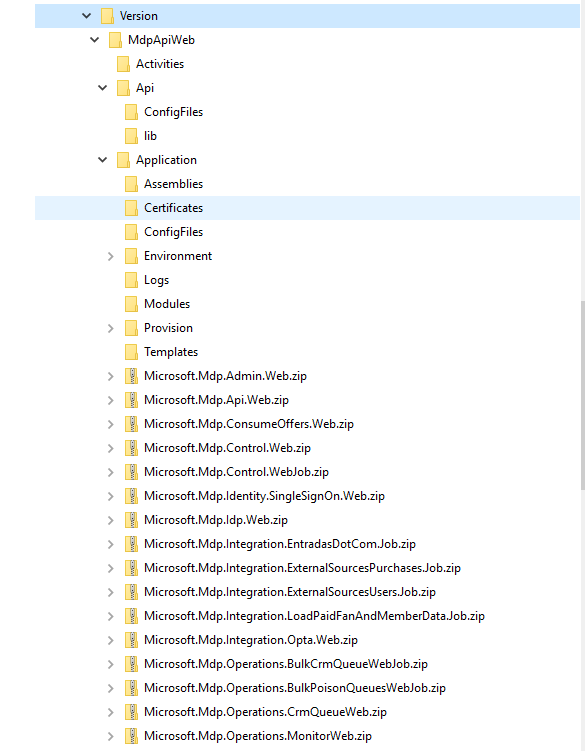 Version
MdpApiWeb
Activities
Api
ConfigFiles
lib
Application
Assemblies
Certificates
ConfigFiles
Environment
Logs
Modules
Provision
Templates
Microsoft.Mdp.Admin.Web.zip
Microsoft.Mdp.Api.Web.zip
Microsoft.Mdp.ConsumeOffers.Web.zip
Microsoft.Mdp.Control.Web.zip
Microsoft.Mdp.Control.WebJob.zip
Microsoft.Mdp.Identity.SingleSignOn.Web.zip
Microsoft.Mdp.Idp.Web.zip
Microsoft.Mdp.Integration.EntradasDotCom.Job.zip
Microsoft.Mdp.Integration.ExternalSourcesPurchases.Job.zip
Microsoft.Mdp.Integration.ExternalSourcesUsers.Job.zip
Microsoft.Mdp.Integration.LoadPaidFanAndMemberData.Job.zip
Microsoft.Mdp.Integration.Opta.Web.zip
Microsoft.Mdp.Operations.BulkCrmQueueWebJob.zip
Microsoft.Mdp.Operations.BulkPoisonQueuesWebJob.zip
Microsoft.Mdp.Operations.CrmQueueWeb.zip
Microsoft.Mdp.Operations.MonitorWeb.zip